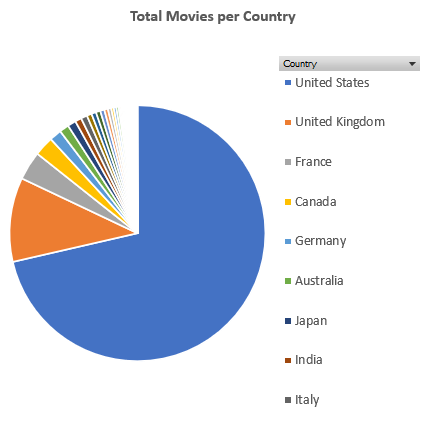 Total Movies per Country
Country
United States
United Kingdom
France
Canada
Germany
Australia
Japan
India
Italy